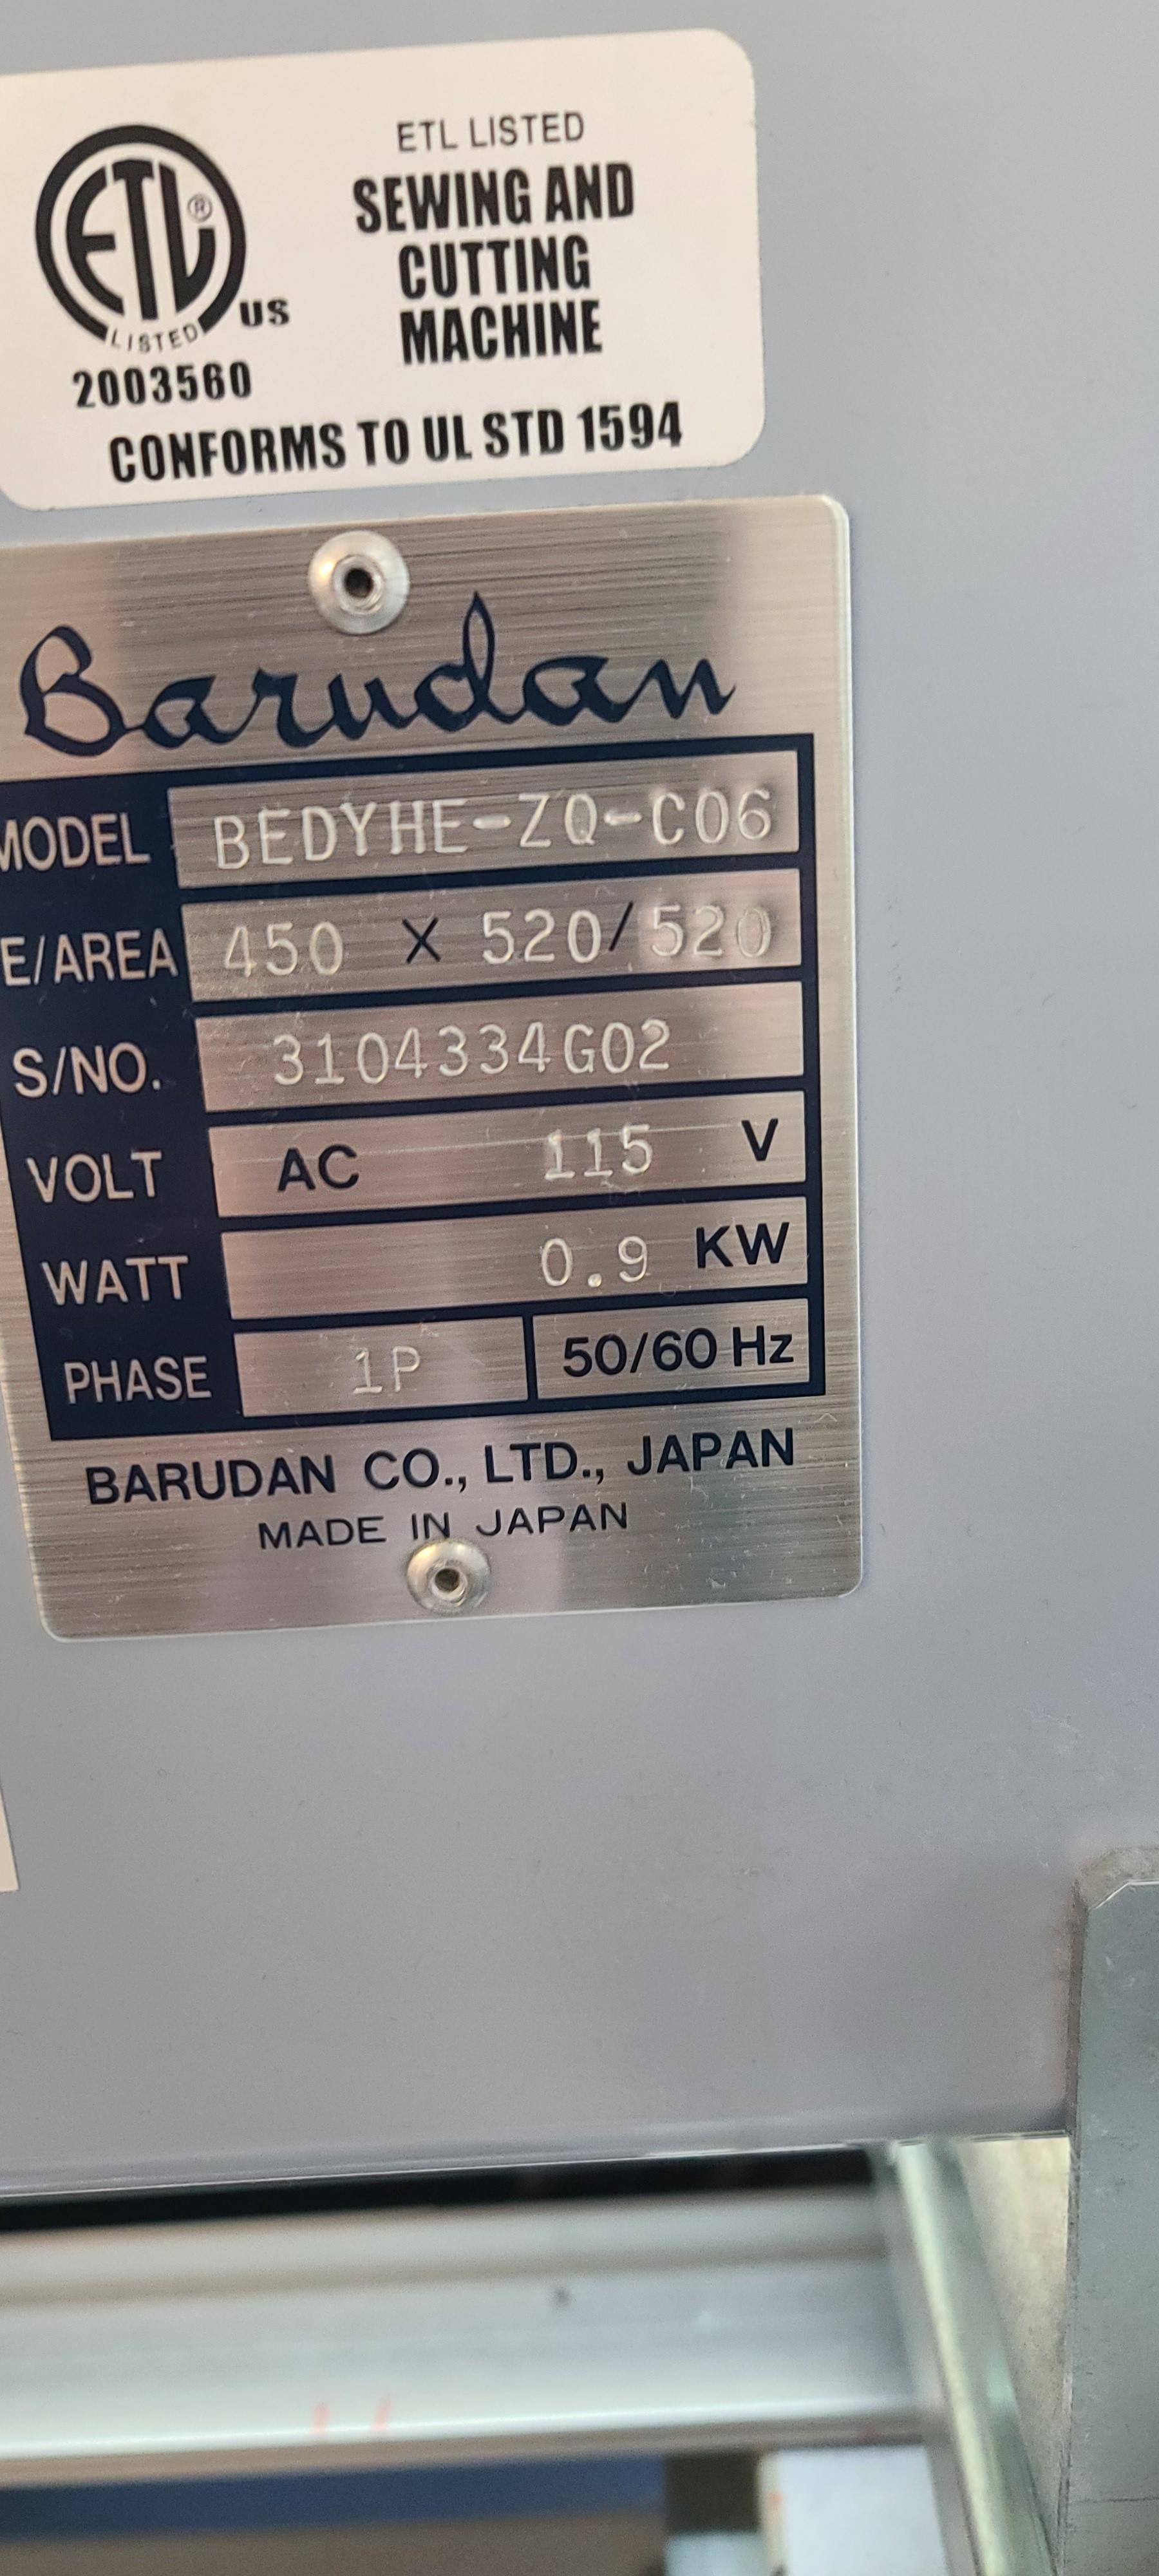 ETL®
LISTED
US
2003560
ETL LISTED
SEWING AND
CUTTING
MACHINE
CONFORMS TO UL STD 1594
Barudan
MODEL BEDYHE-ZQ-C06
E/AREA 450 X 520/520
S/NO. 3104334G02
VOLT AC 115 V
WATT 0.9 KW
PHASE 1P 50/60 Hz
BARUDAN CO., LTD., JAPAN
MADE IN JAPAN